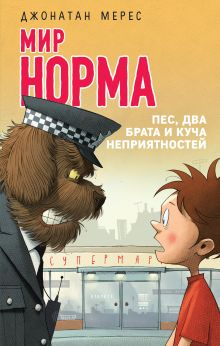 ДЖОНАТАН МЕРЕС
МИР
НОРМА
ПЕС, ДВА
БРАТА И КУЧА
НЕПРИЯТНОСТЕЙ
СУПЕРМАР